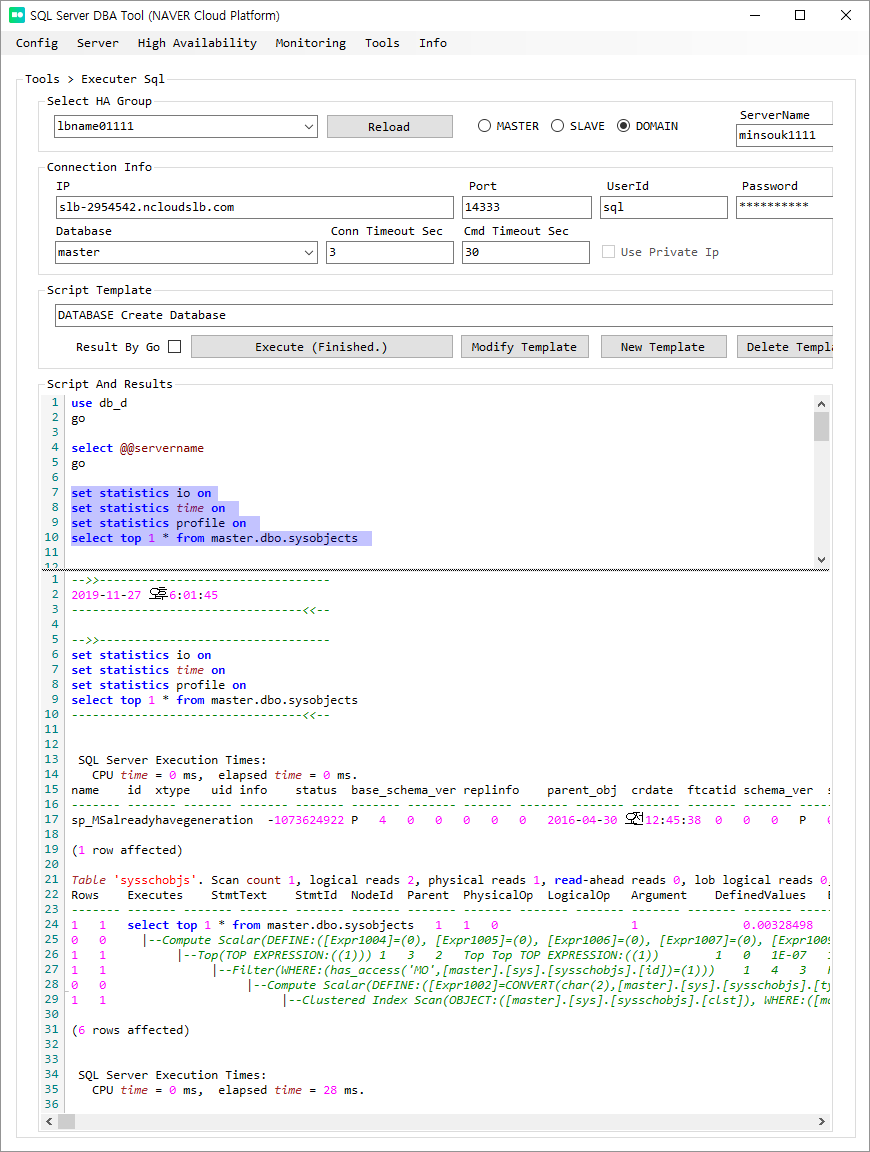 SQL Server DBA Tool (NAVER Cloud Platform)
Config Server High Availability Monitoring Tools Info
Tools > Executer Sql
Select HA Group
lbname01111
Reload
MASTER SLAVE DOMAIN
ServerName
minsouk1111
Connection Info
IP Port UserId Password
slb-2954542.ncloudslb.com 14333 sql **********
Database Conn Timeout Sec Cmd Timeout Sec
master 3 30 Use Private Ip
Script Template
DATABASE Create Database
Result By Go Execute (Finished.) Modify Template New Template Delete Templa
Script And Results
1 use db_d
2 go
3
4 select @@servername
5 go
6
7 set statistics io on
8 set statistics time on
9 set statistics profile on
10 select top 1 * from master.dbo.sysobjects
11
12
1 -->>---------------------------------
2 2019-11-27 오후 6:01:45
3 ---------------------------------<<--
4
5 -->>---------------------------------
6 set statistics io on
7 set statistics time on
8 set statistics profile on
9 select top 1 * from master.dbo.sysobjects
10 ---------------------------------<<--
11
12
13 SQL Server Execution Times:
14 CPU time = 0 ms, elapsed time = 0 ms.
15 name id xtype uid info status base_schema_ver replinfo parent_obj crdate ftcatid schema_ver
16 ------- ------- ------- ------- ------- ------- ------- ------- ------- ------- ------- ------- ------- -------
17 sp_MSalreadyhavegeneration -1073624922 P 4 0 0 0 0 0 2016-04-30 오전 12:45:38 0 0 0 P
18
19 (1 row affected)
20
21 Table 'sysschobjs'. Scan count 1, logical reads 2, physical reads 1, read-ahead reads 0, lob logical reads 0
22 Rows Executes StmtText StmtId NodeId Parent PhysicalOp LogicalOp Argument DefinedValues
23 ------- ------- ------- ------- ------- ------- ------- ------- ------- ------- ------- ------- ------- -------
24 1 1 select top 1 * from master.dbo.sysobjects 1 1 0 1 0.00328498
25 0 0 |--Compute Scalar(DEFINE:([Expr1004]=(0), [Expr1005]=(0), [Expr1006]=(0), [Expr1007]=(0), [Expr1009
26 1 1 |--Top(TOP EXPRESSION:((1))) 1 3 2 Top Top TOP EXPRESSION:((1)) 1 0 1E-07
27 1 1 |--Filter(WHERE:(has_access('MO',[master].[sys].[sysschobjs].[id])=(1))) 1 4 3
28 0 0 |--Compute Scalar(DEFINE:([Expr1002]=CONVERT(char(2),[master].[sys].[sysschobjs].[ty
29 1 1 |--Clustered Index Scan(OBJECT:([master].[sys].[sysschobjs].[clst]), WHERE:([ma
30
31 (6 rows affected)
32
33
34 SQL Server Execution Times:
35 CPU time = 0 ms, elapsed time = 28 ms.
36